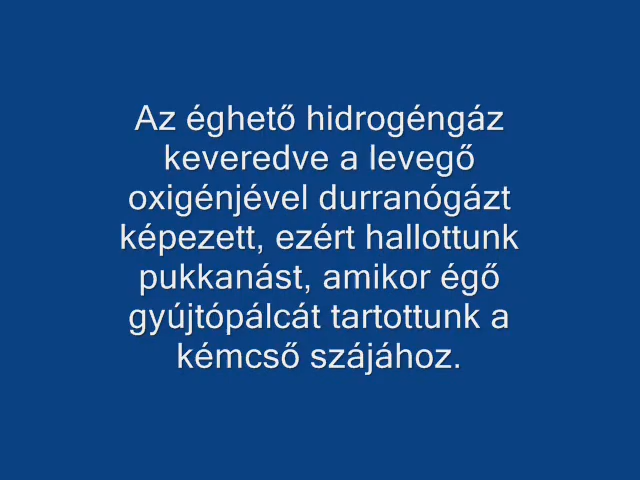 Az éghető hidrogéngáz
keveredve a levegő
oxigénjével durranógázt
képezett, ezért hallottunk
pukkanást, amikor égő
gyújtópálcát tartottunk a
kémcső szájához.